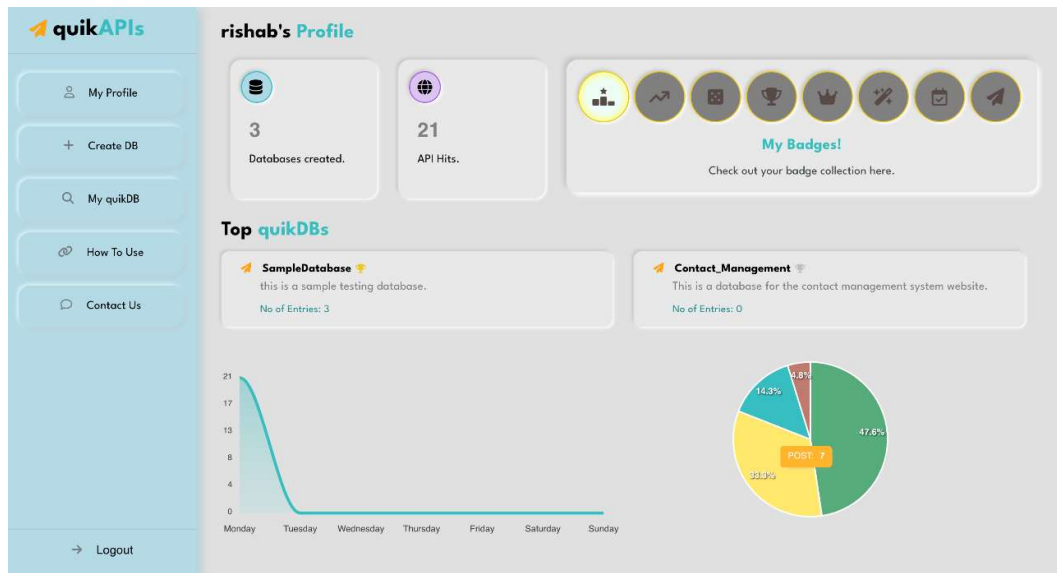 quikAPIs
My Profile
Create DB
My quikDB
How To Use
Contact Us
Logout
rishab's Profile
3
Databases created.
21
API Hits.
My Badges!
Check out your badge collection here.
Top quikDBs
SampleDatabase
this is a sample testing database.
No of Entries: 3
Contact_Management
This is a database for the contact management system website.
No of Entries: 0
21
17
13
8
4
0
Monday Tuesday Wednesday Thursday Friday Saturday Sunday
4.8%
14.3%
47.6%
POST: 7
33.3%